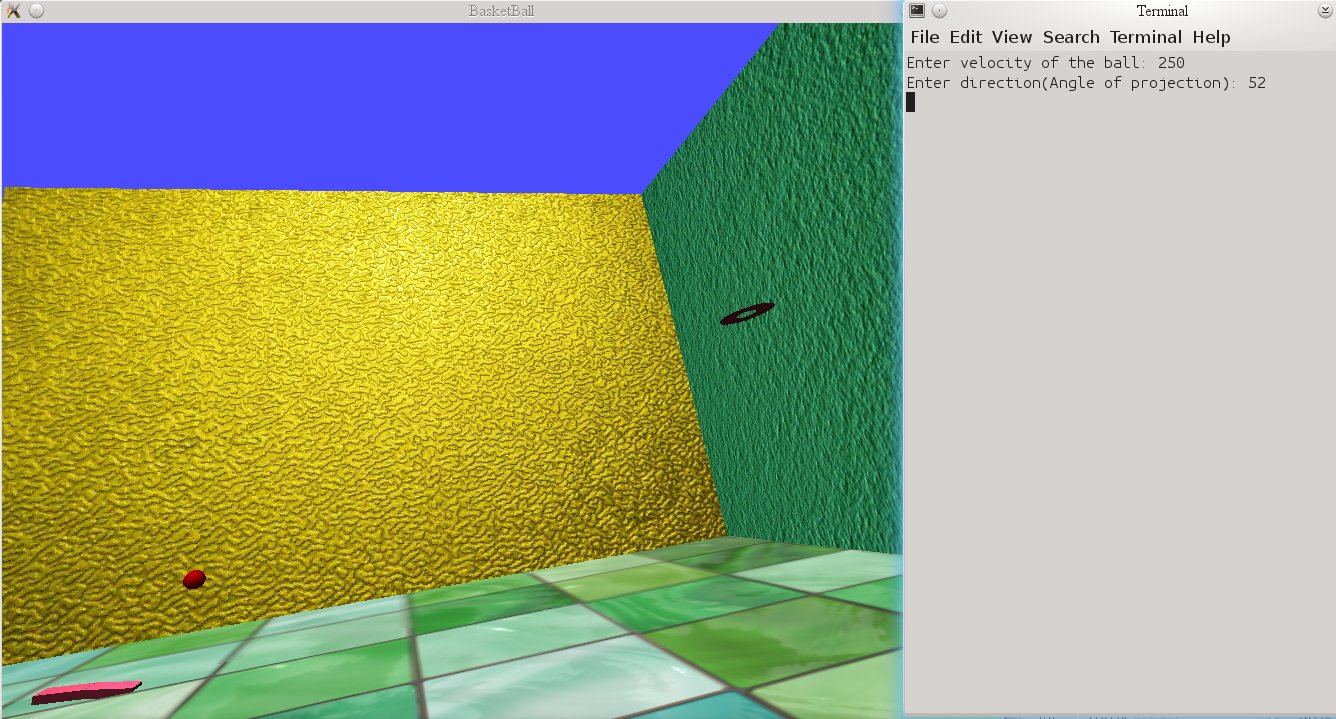 BasketBall
Terminal
File Edit View Search Terminal Help
Enter velocity of the ball: 250
Enter direction(Angle of projection): 52